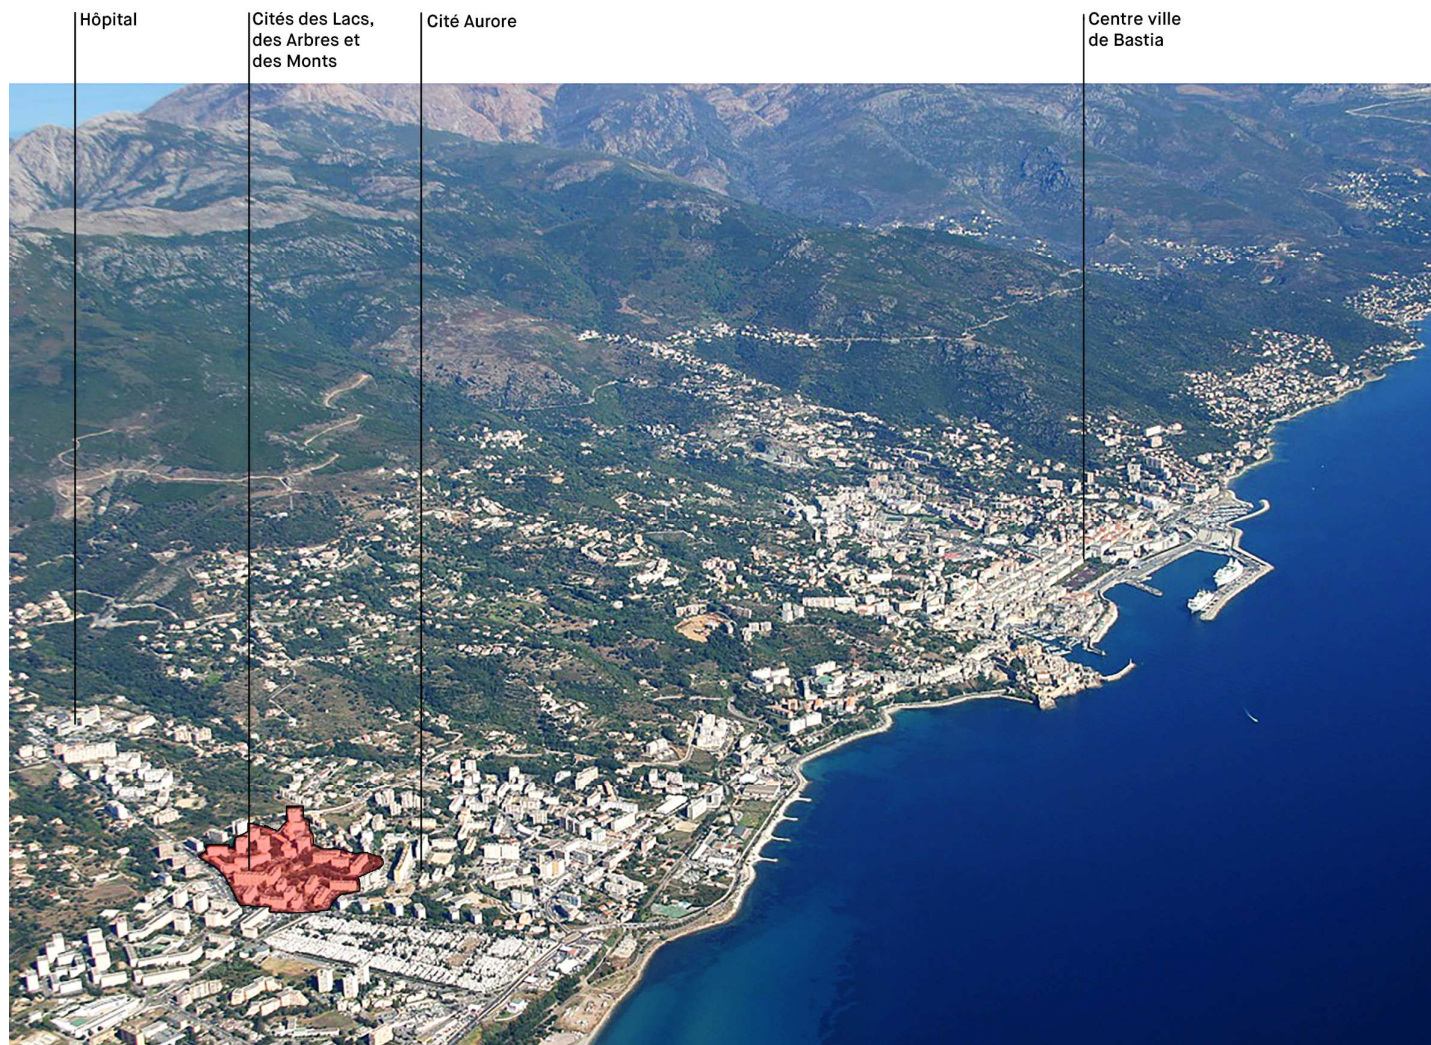 Hôpital
Cités des Lacs,
des Arbres et
des Monts
Cité Aurore
Centre ville
de Bastia